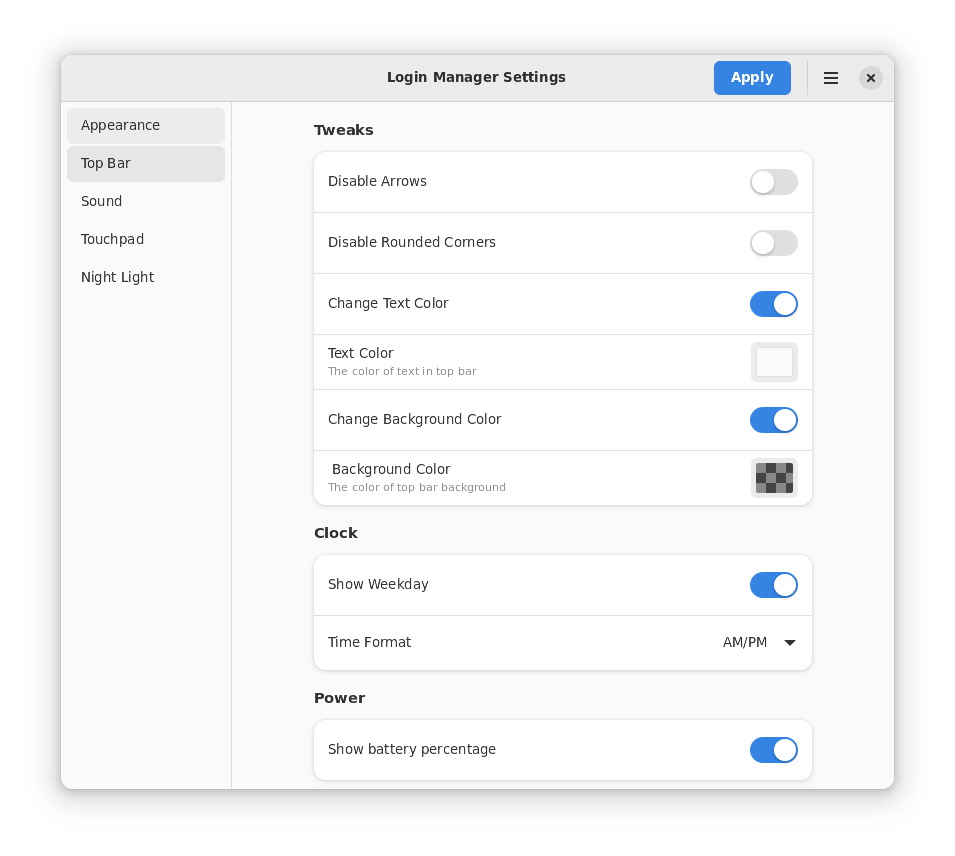 Login Manager Settings
Apply
Appearance
Top Bar
Sound
Touchpad
Night Light
Tweaks
Disable Arrows
Disable Rounded Corners
Change Text Color
Text Color
The color of text in top bar
Change Background Color
Background Color
The color of top bar background
Clock
Show Weekday
Time Format
AM/PM
Power
Show battery percentage